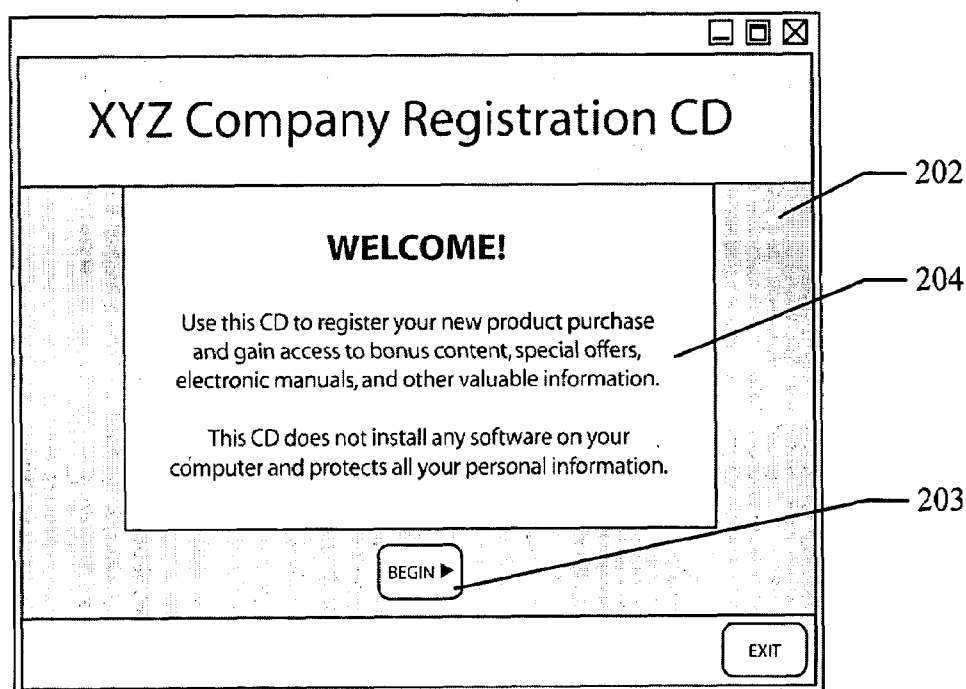 XYZ Company Registration CD
202
WELCOME!
204
Use this CD to register your new product purchase
and gain access to bonus content, special offers,
electronic manuals, and other valuable information.
This CD does not install any software on your
computer and protects all your personal information.
203
BEGIN
EXIT